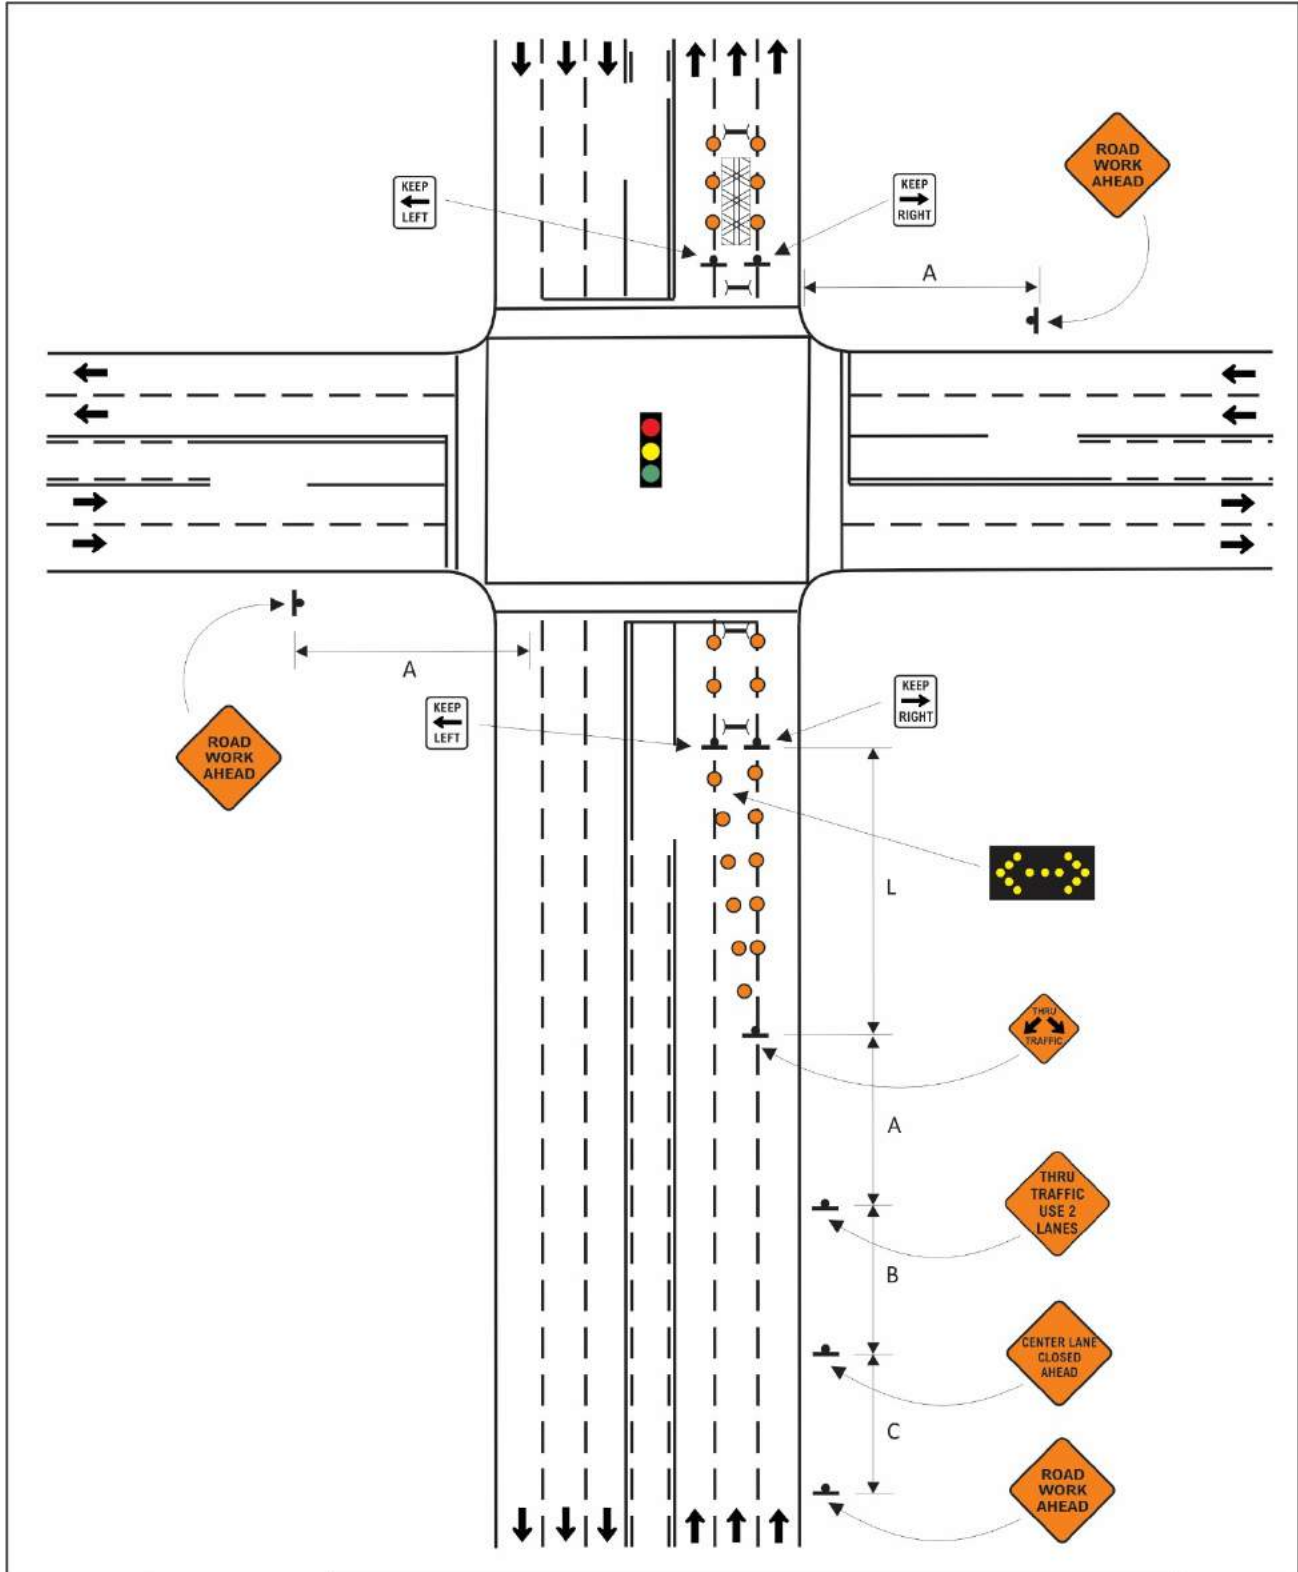 ROAD
WORK
AHEAD
KEEP
LEFT
KEEP
RIGHT
A
A
KEEP
LEFT
KEEP
RIGHT
ROAD
WORK
AHEAD
L
THRU
TRAFFIC
A
THRU
TRAFFIC
USE 2
LANES
B
CENTER LANE
CLOSED
AHEAD
C
ROAD
WORK
AHEAD